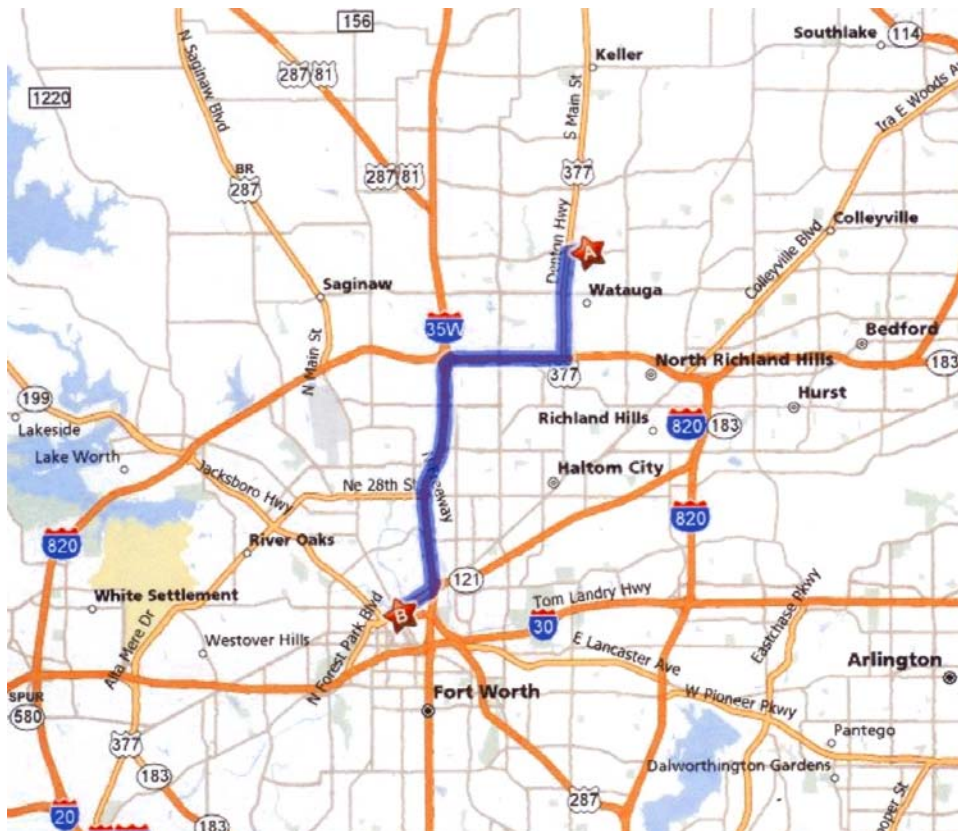 156
Southlake
114
Keller
287 81
N Saginaw Blvd
1220
S Main St
Ira E Woods
BR
287
287 81
377
Colleyville
Denton Hwy
A
Colleyville Blvd
Saginaw
Watauga
35W
Bedford
N Main St
377
North Richland Hills
183
199
Hurst
Lakeside
Richland Hills
820
183
Lake Worth
Jacksboro Hwy
Haltom City
Ne 28th St
820
820
River Oaks
121
White Settlement
Tom Landry Hwy
B
30
Eastchase Pkwy
Alta Mere Dr
Westover Hills
N Forest Park Blvd
E Lancaster Ave
Arlington
SPUR
580
Fort Worth
W Pioneer Pkwy
377
Pantego
183
Dalworthington Gardens
287
20
183
St